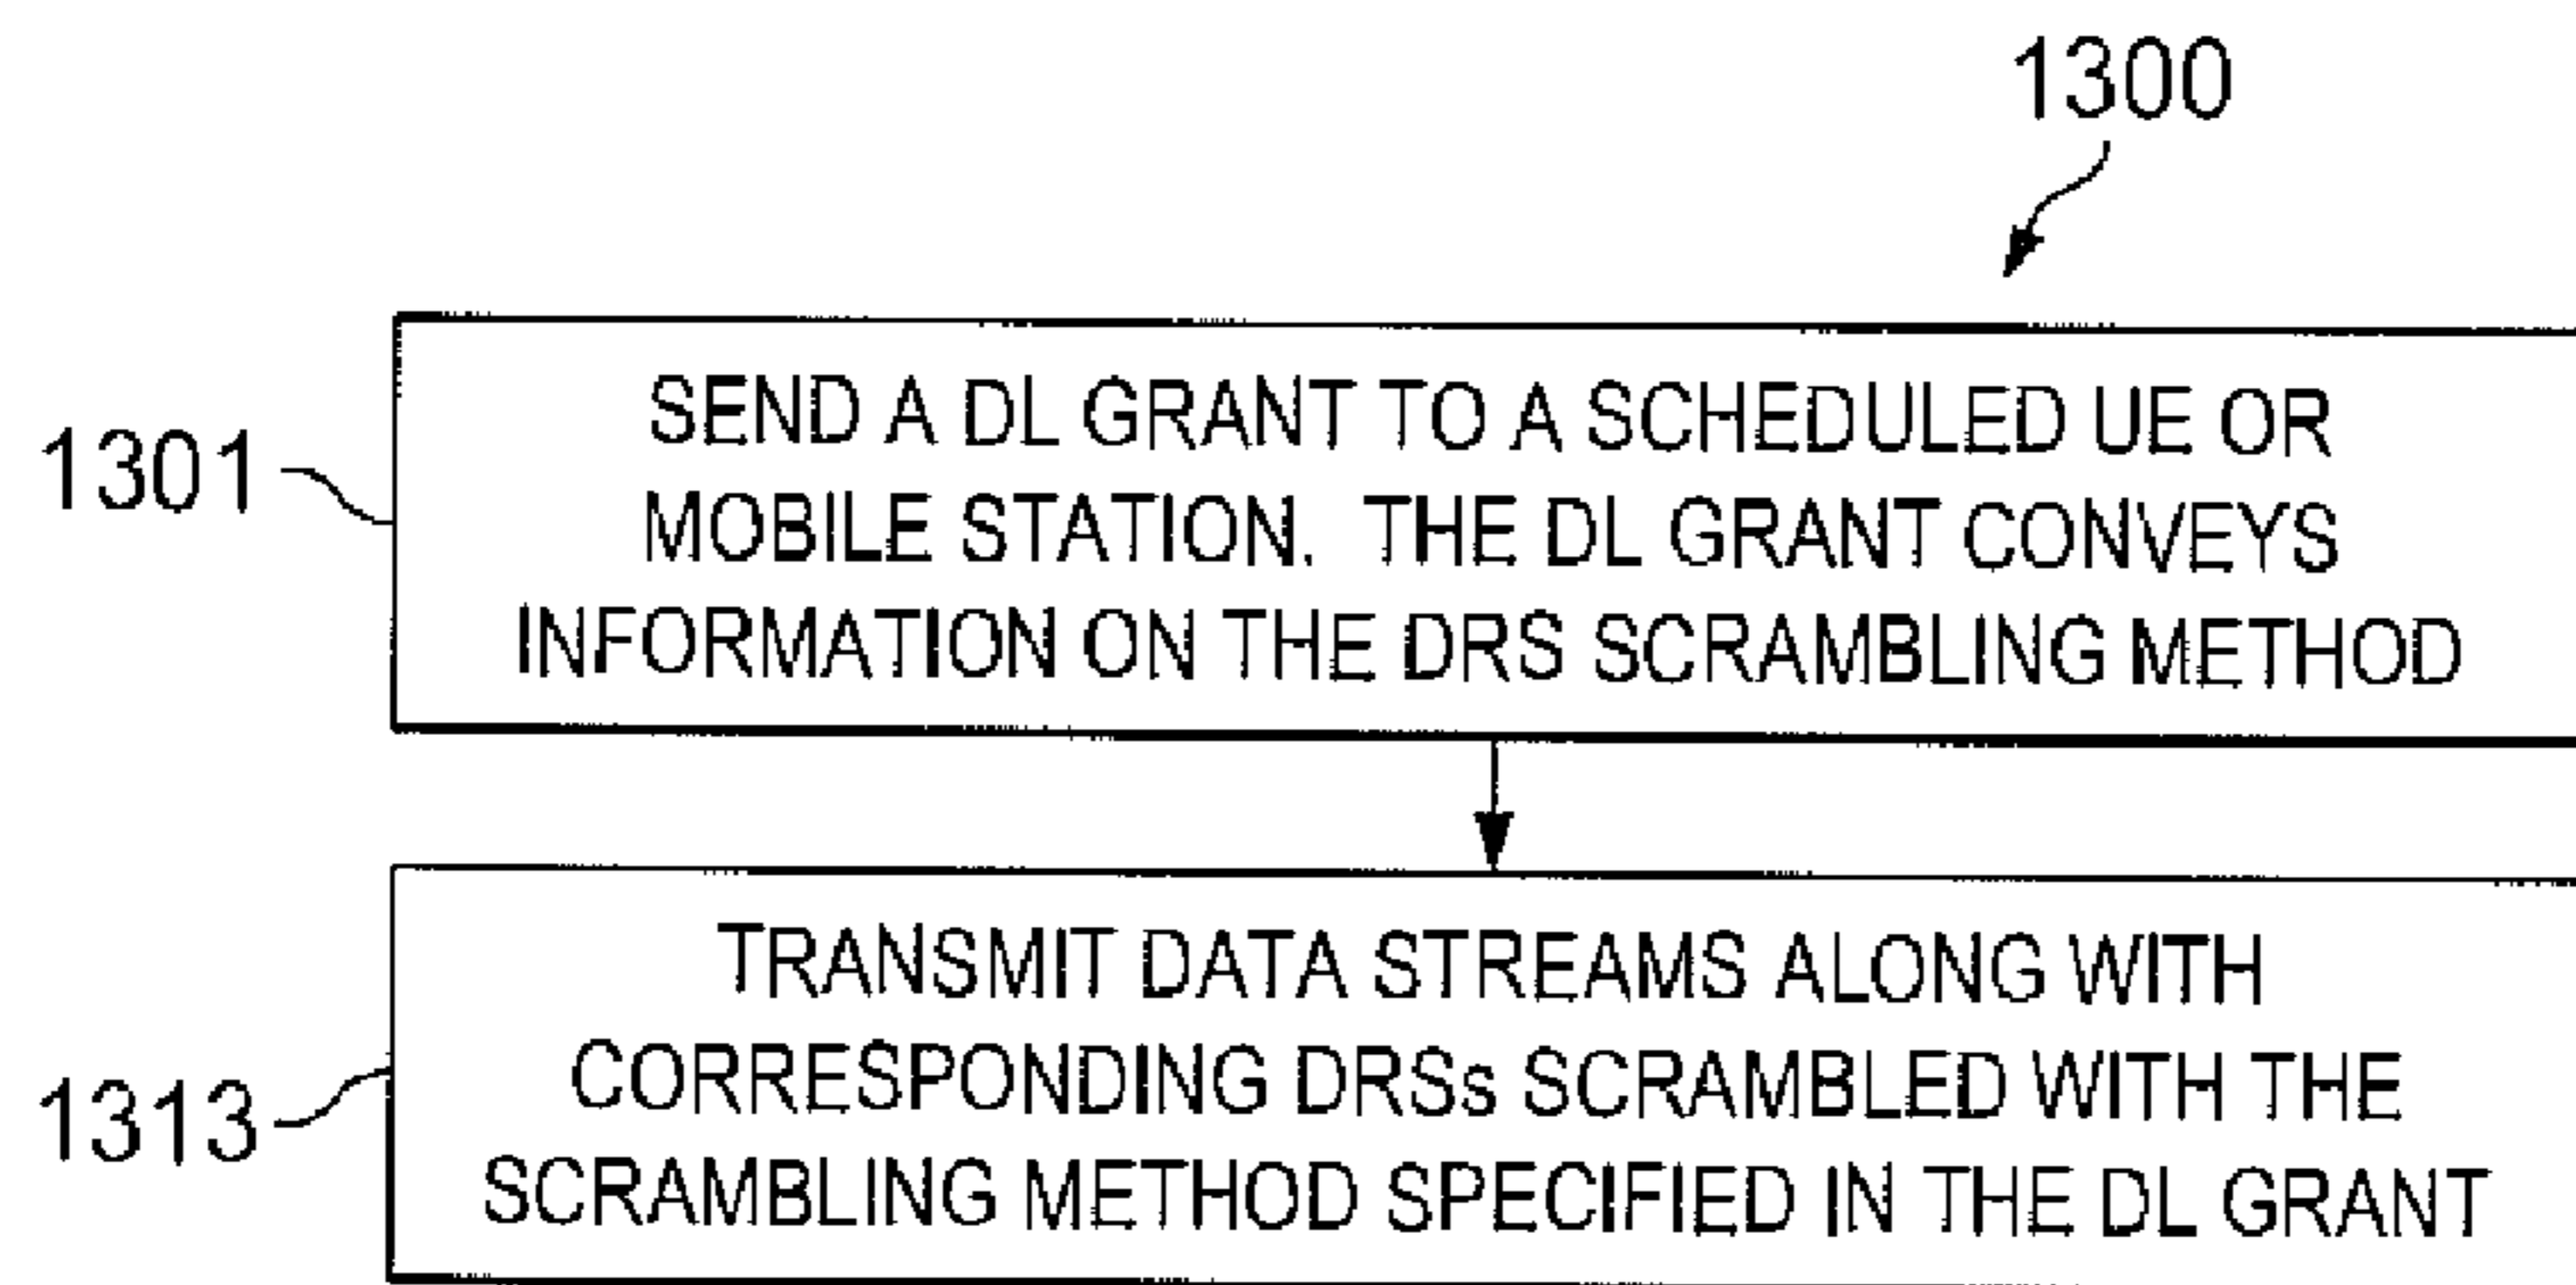 1300
1301
SEND A DL GRANT TO A SCHEDULED UE OR
MOBILE STATION. THE DL GRANT CONVEYS
INFORMATION ON THE DRS SCRAMBLING METHOD
1313
TRANSMIT DATA STREAMS ALONG WITH
CORRESPONDING DRSs SCRAMBLED WITH THE
SCRAMBLING METHOD SPECIFIED IN THE DL GRANT